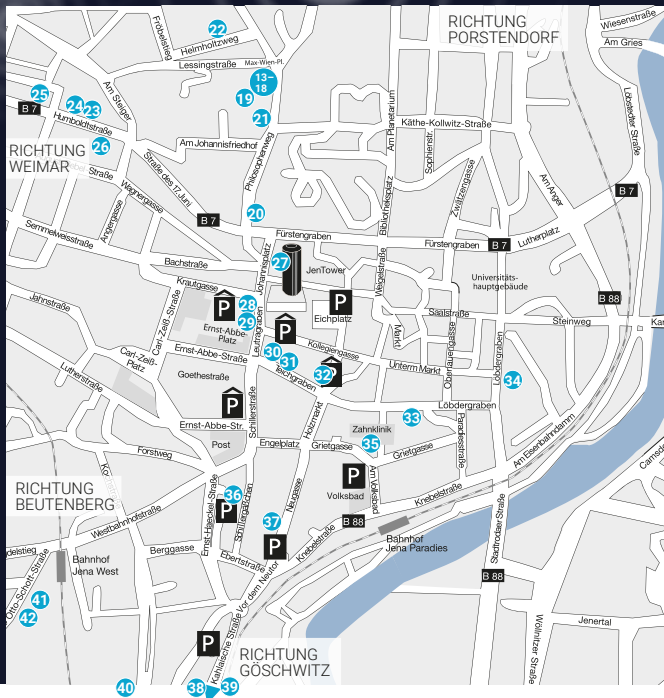 RICHTUNG
PORSTENDORF
Wiesenstraße
Am Gries
Fröbelstieg
22
Helmholtzweg
Lessingstraße
Max-Wien-Pl.
13–
18
19
21
25
24
23
B 7
Humboldtstraße
26
Am Steiger
RICHTUNG
WEIMAR
Straße des 17. Juni
Am Johannisfriedhof
Philosophenweg
Am Planetarium
Käthe-Kollwitz-Straße
Sophienstr.
Löbstedter Straße
Zwätzengasse
Am Anger
B 7
Wagnergasse
Angergasse
Semmelweisstraße
B 7
20
Bibliotheksplatz
Fürstengraben
Fürstengraben
B 7
Lutherplatz
Bachstraße
Johannisplatz
27
JenTower
Weigelstraße
Universitäts-
hauptgebäude
B 88
Krautgasse
Jahnstraße
Carl-Zeiß-Straße
P
28
29
Ernst-Abbe
Platz
Leutragraben
P
P
Eichplatz
Saalstraße
Steinweg
Markt
Kollegiengasse
Oberlauengasse
Löbdergraben
Carl-Zeiß-
Platz
Ernst-Abbe-Straße
30
31
Teichgraben
32
P
Unterm Markt
34
Lutherstraße
Goethestraße
P
Schillerstraße
Holzmarkt
33
Löbdergraben
Ernst-Abbe-Str.
Post
Zahnklinik
35
Paradiesstraße
Am Eisenbahndamm
Forstweg
Engelplatz
Grietgasse
Grietgasse
RICHTUNG
BEUTENBERG
P
Volksbad
Am Volksbad
Knebelstraße
Westbahnhofstraße
Ernst-Haeckel-Straße
36
P
Schillergäßchen
37
Neugasse
B 88
Bahnhof
Jena Paradies
Stadtrodaer Straße
Bahnhof
Jena West
Berggasse
Ebertstraße
P
Knebelstraße
B 88
Otto-Schott-Straße
41
42
Vor dem Neutor
P
Kahlaische Straße
RICHTUNG
GÖSCHWITZ
Wöllnitzer Straße
Jenertal
40
38
39